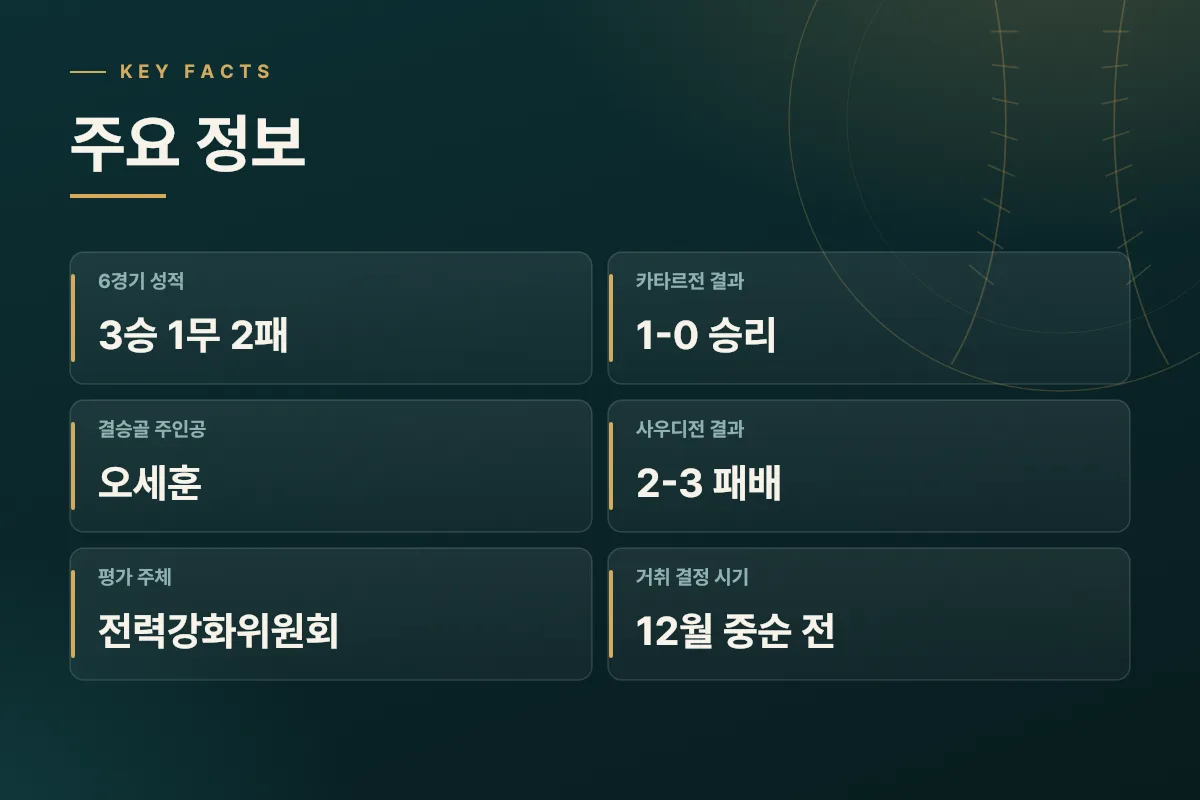 KEY FACTS
주요 정보
6경기 성적
3승 1무 2패
카타르전 결과
1-0 승리
결승골 주인공
오세훈
사우디전 결과
2-3 패배
평가 주체
전력강화위원회
거취 결정 시기
12월 중순 전